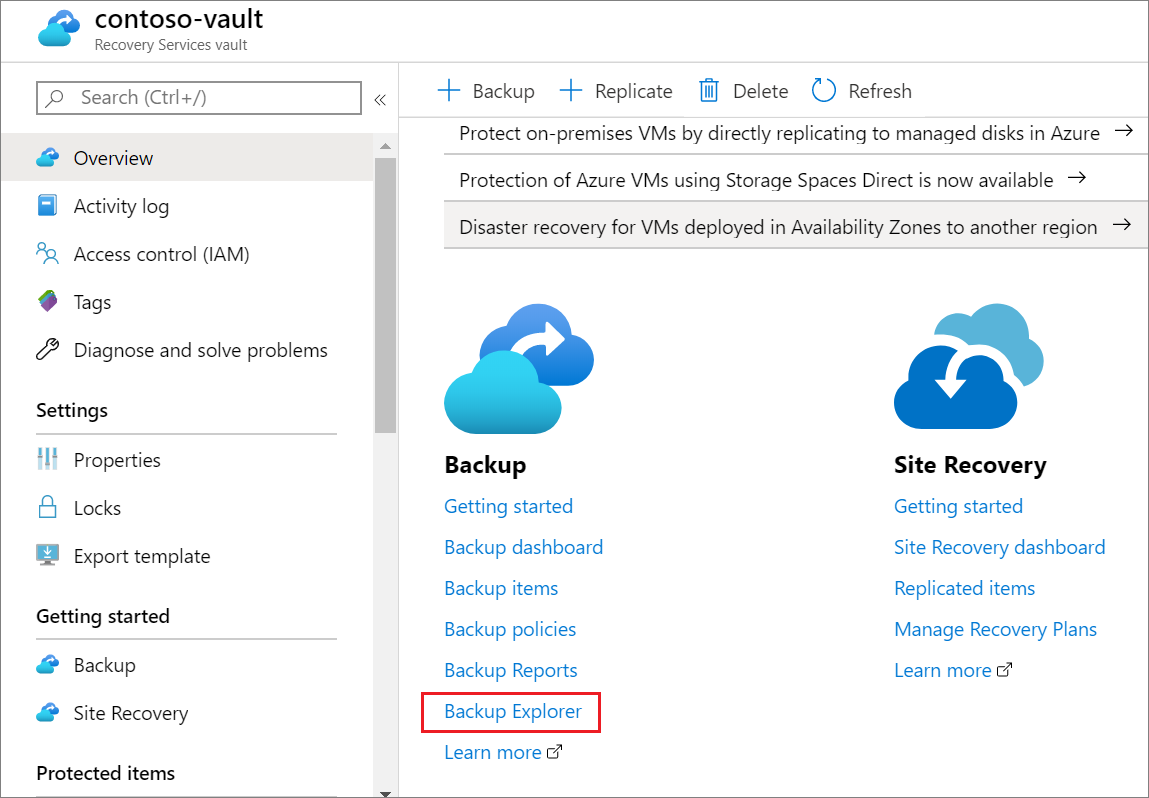 contoso-vault
Recovery Services vault
Search (Ctrl+/)
«
Overview
Activity log
Access control (IAM)
Tags
Diagnose and solve problems
Settings
Properties
Locks
Export template
Getting started
Backup
Site Recovery
Protected items
Backup Replicate Delete Refresh
Protect on-premises VMs by directly replicating to managed disks in Azure →
Protection of Azure VMs using Storage Spaces Direct is now available →
Disaster recovery for VMs deployed in Availability Zones to another region →
Backup
Getting started
Backup dashboard
Backup items
Backup policies
Backup Reports
Backup Explorer
Learn more
Site Recovery
Getting started
Site Recovery dashboard
Replicated items
Manage Recovery Plans
Learn more